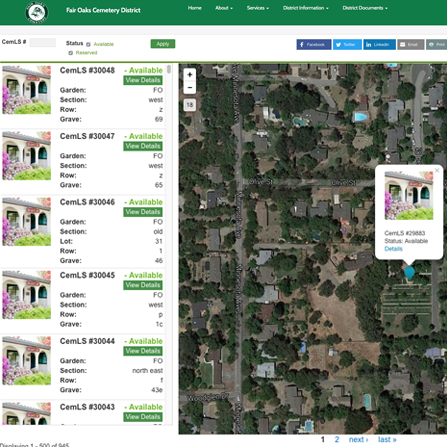 Fair Oaks Cemetery District
Home About Services District Information District Documents
CemLS # Status Available Reserved Apply
Facebook Twitter LinkedIn Email Print
CemLS #30048 - Available
View Details
Garden: FO
Section: west
Row: z
Grave: 69
CemLS #30047 - Available
View Details
Garden: FO
Section: west
Row: z
Grave: 65
CemLS #30046 - Available
View Details
Garden: FO
Section: old
Lot: 31
Row: 1
Grave: 46
CemLS #30045 - Available
View Details
Garden: FO
Section: west
Row: p
Grave: 1c
CemLS #30044 - Available
View Details
Garden: FO
Section: north east
Row: f
Grave: 43e
CemLS #30043 - Available
View Details
+
−
18
Olive St
Olive St
CemLS #29883
Status: Available
Details
Displaying 1 - 500 of 945
1 2 next › last »